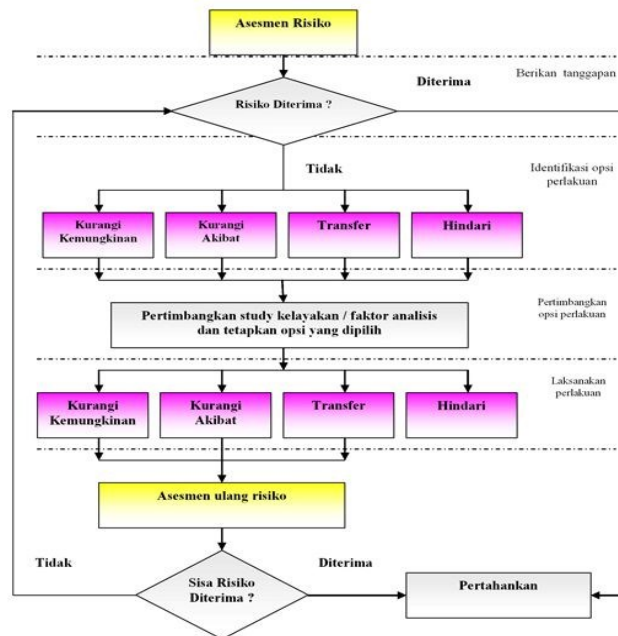 Asesmen Risiko
Diterima
Berikan tanggapan
Risiko Diterima ?
Tidak
Identifikasi opsi
perlakuan
Kurangi
Kemungkinan
Kurangi
Akibat
Transfer
Hindari
Pertimbangkan study kelayakan / faktor analisis
dan tetapkan opsi yang dipilih
Pertimbangkan
opsi perlakuan
Laksanakan
perlakuan
Kurangi
Kemungkinan
Kurangi
Akibat
Transfer
Hindari
Asesmen ulang risiko
Tidak
Diterima
Sisa Risiko
Diterima ?
Pertahankan